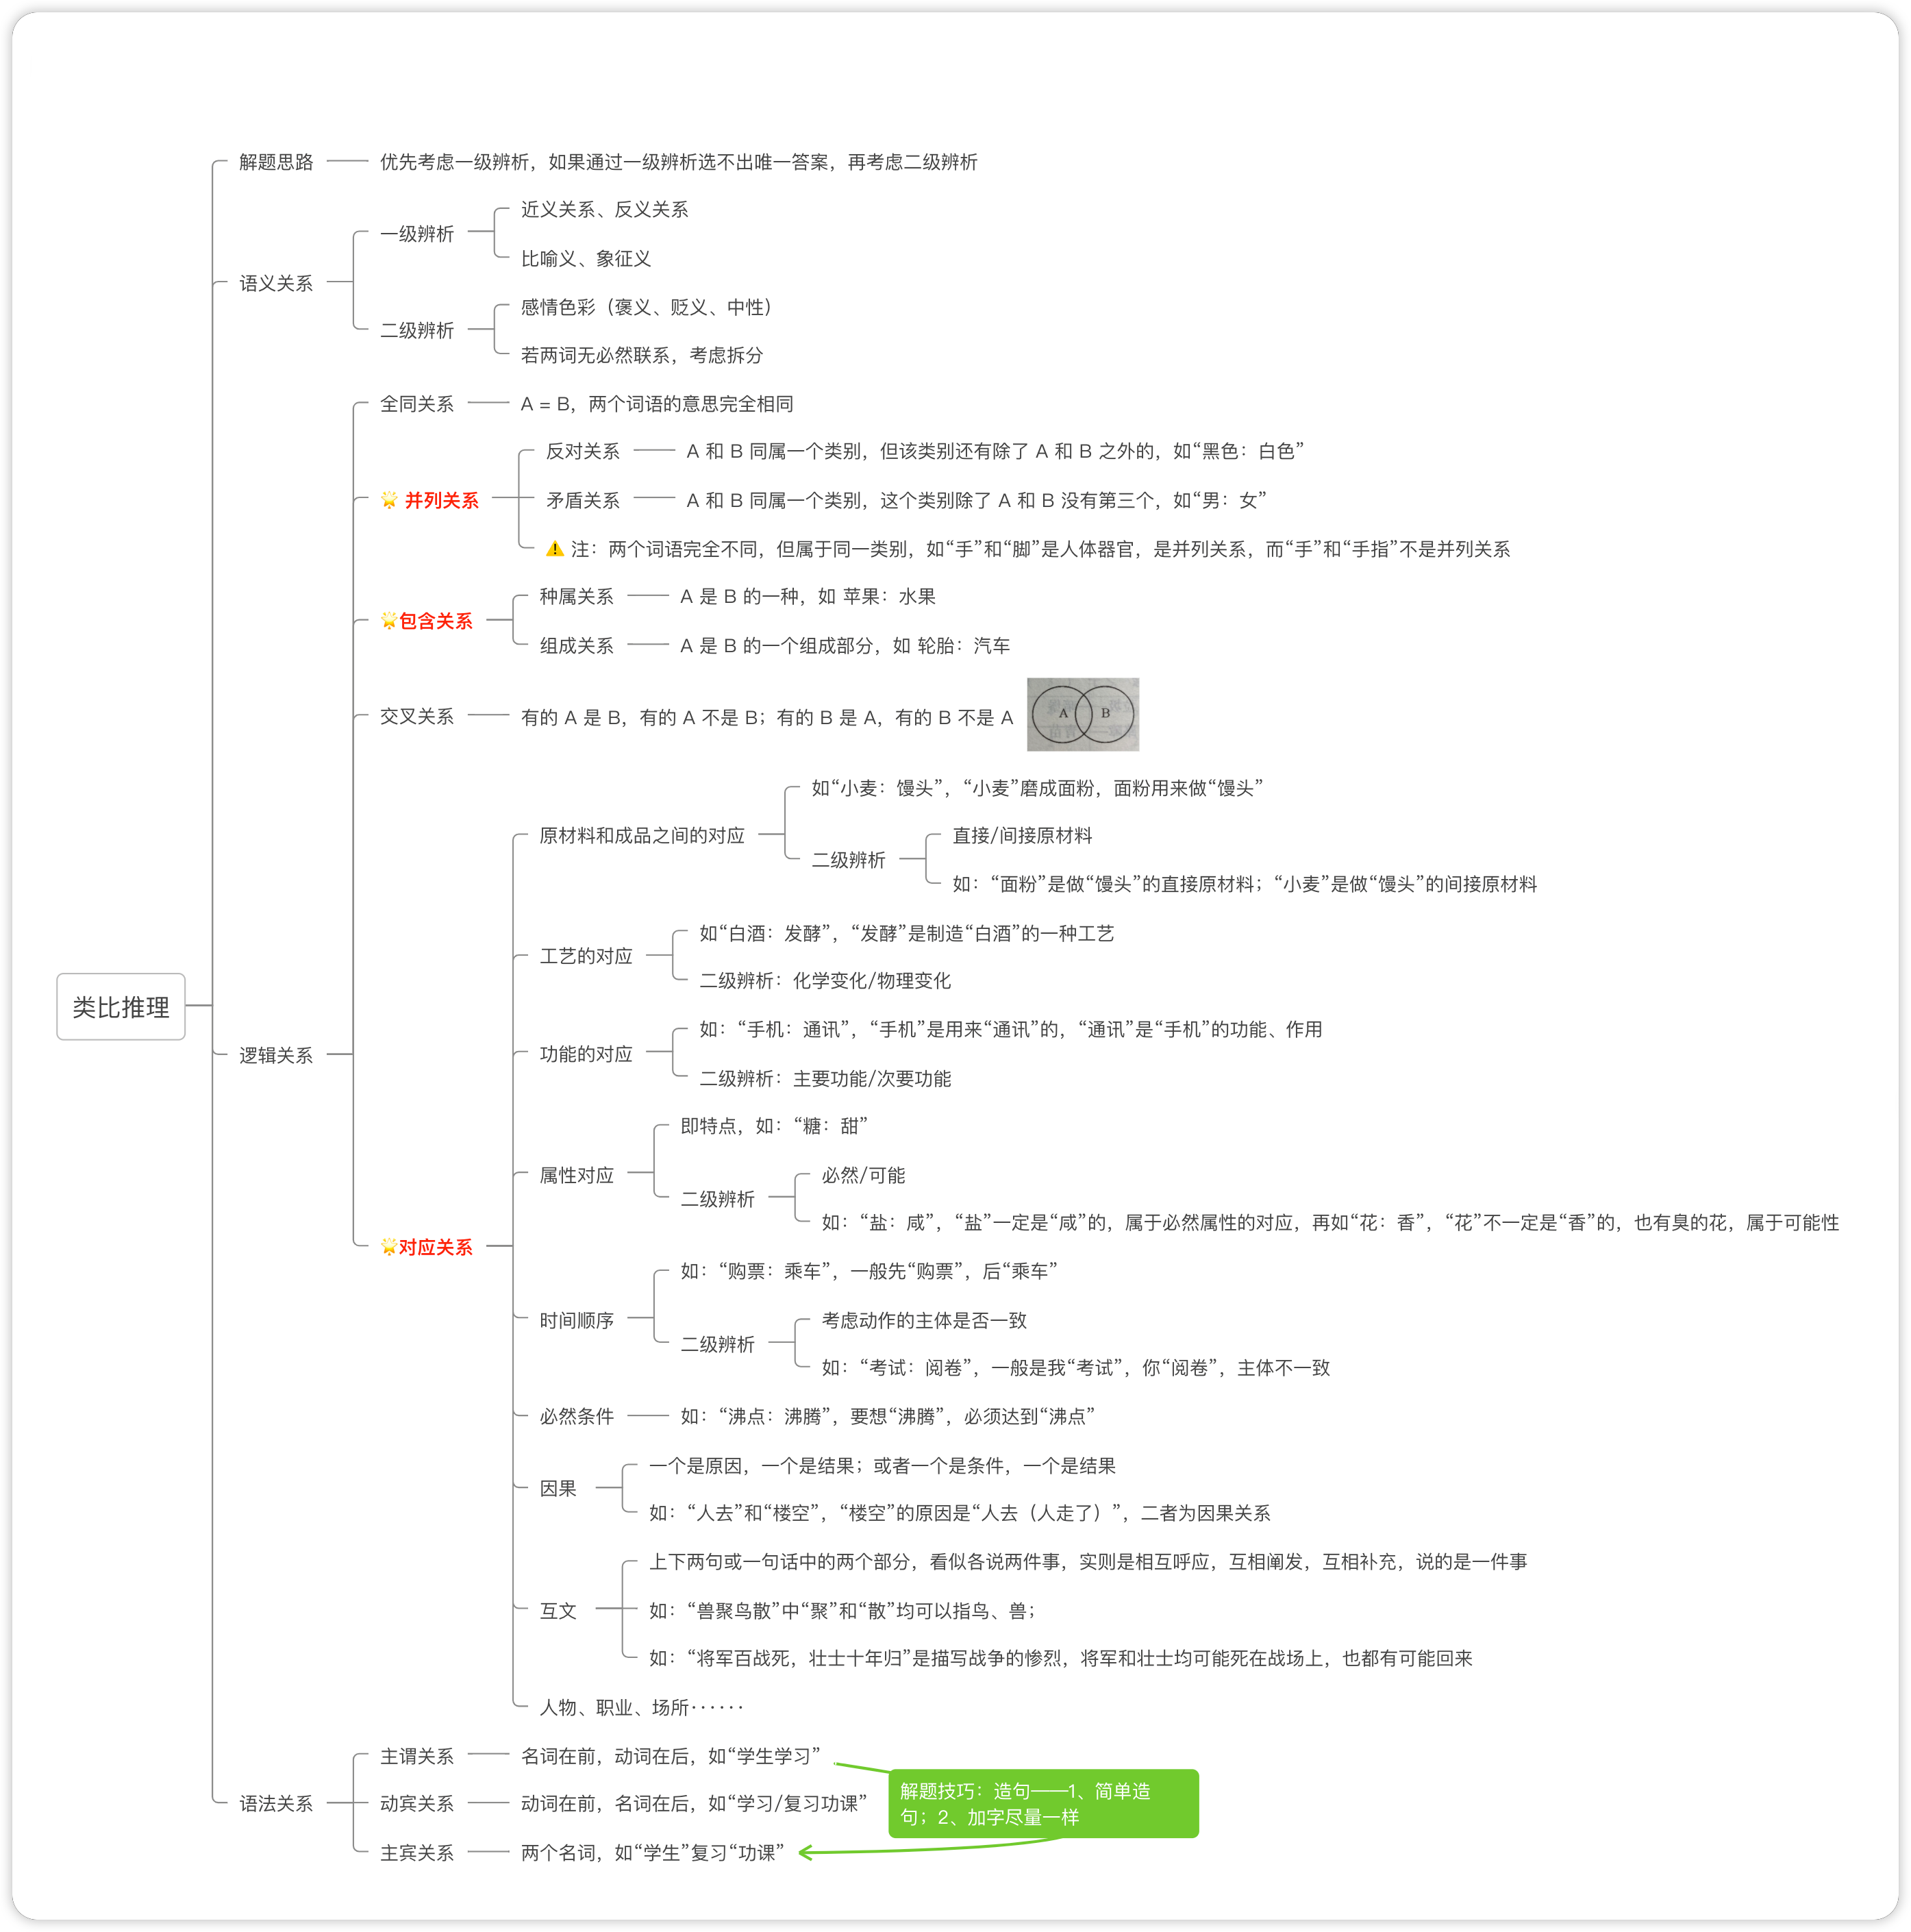 类比推理
解题思路
优先考虑一级辨析，如果通过一级辨析选不出唯一答案，再考虑二级辨析
语义关系
一级辨析
近义关系、反义关系
比喻义、象征义
二级辨析
感情色彩（褒义、贬义、中性）
若两词无必然联系，考虑拆分
逻辑关系
全同关系
A = B，两个词语的意思完全相同
并列关系
反对关系
A 和 B 同属一个类别，但该类别还有除了 A 和 B 之外的，如“黑色：白色”
矛盾关系
A 和 B 同属一个类别，这个类别除了 A 和 B 没有第三个，如“男：女”
注：两个词语完全不同，但属于同一类别，如“手”和“脚”是人体器官，是并列关系，而“手”和“手指”不是并列关系
包含关系
种属关系
A 是 B 的一种，如 苹果：水果
组成关系
A 是 B 的一个组成部分，如 轮胎：汽车
交叉关系
有的 A 是 B，有的 A 不是 B；有的 B 是 A，有的 B 不是 A
A B
对应关系
原材料和成品之间的对应
如“小麦：馒头”，“小麦”磨成面粉，面粉用来做“馒头”
二级辨析
直接/间接原材料
如：“面粉”是做“馒头”的直接原材料；“小麦”是做“馒头”的间接原材料
工艺的对应
如“白酒：发酵”，“发酵”是制造“白酒”的一种工艺
二级辨析：化学变化/物理变化
功能的对应
如：“手机：通讯”，“手机”是用来“通讯”的，“通讯”是“手机”的功能、作用
二级辨析：主要功能/次要功能
属性对应
即特点，如：“糖：甜”
二级辨析
必然/可能
如：“盐：咸”，“盐”一定是“咸”的，属于必然属性的对应，再如“花：香”，“花”不一定是“香”的，也有臭的花，属于可能性
时间顺序
如：“购票：乘车”，一般先“购票”，后“乘车”
二级辨析
考虑动作的主体是否一致
如：“考试：阅卷”，一般是我“考试”，你“阅卷”，主体不一致
必然条件
如：“沸点：沸腾”，要想“沸腾”，必须达到“沸点”
因果
一个是原因，一个是结果；或者一个是条件，一个是结果
如：“人去”和“楼空”，“楼空”的原因是“人去（人走了）”，二者为因果关系
互文
上下两句或一句话中的两个部分，看似各说两件事，实则是相互呼应，互相阐发，互相补充，说的是一件事
如：“兽聚鸟散”中“聚”和“散”均可以指鸟、兽；
如：“将军百战死，壮士十年归”是描写战争的惨烈，将军和壮士均可能死在战场上，也都有可能回来
人物、职业、场所······
语法关系
主谓关系
名词在前，动词在后，如“学生学习”
动宾关系
动词在前，名词在后，如“学习/复习功课”
主宾关系
两个名词，如“学生”复习“功课”
解题技巧：造句——1、简单造
句；2、加字尽量一样